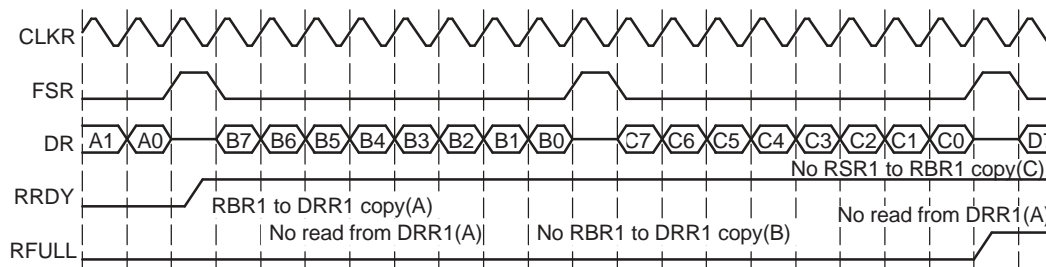 CLKR
FSR
DR A1 A0 B7 B6 B5 B4 B3 B2 B1 B0 C7 C6 C5 C4 C3 C2 C1 C0
No RSR1 to RBR1 copy(C)
RRDY
RBR1 to DRR1 copy(A)
No read from DRR1(A)
No read from DRR1(A) No RBR1 to DRR1 copy(B)
RFULL